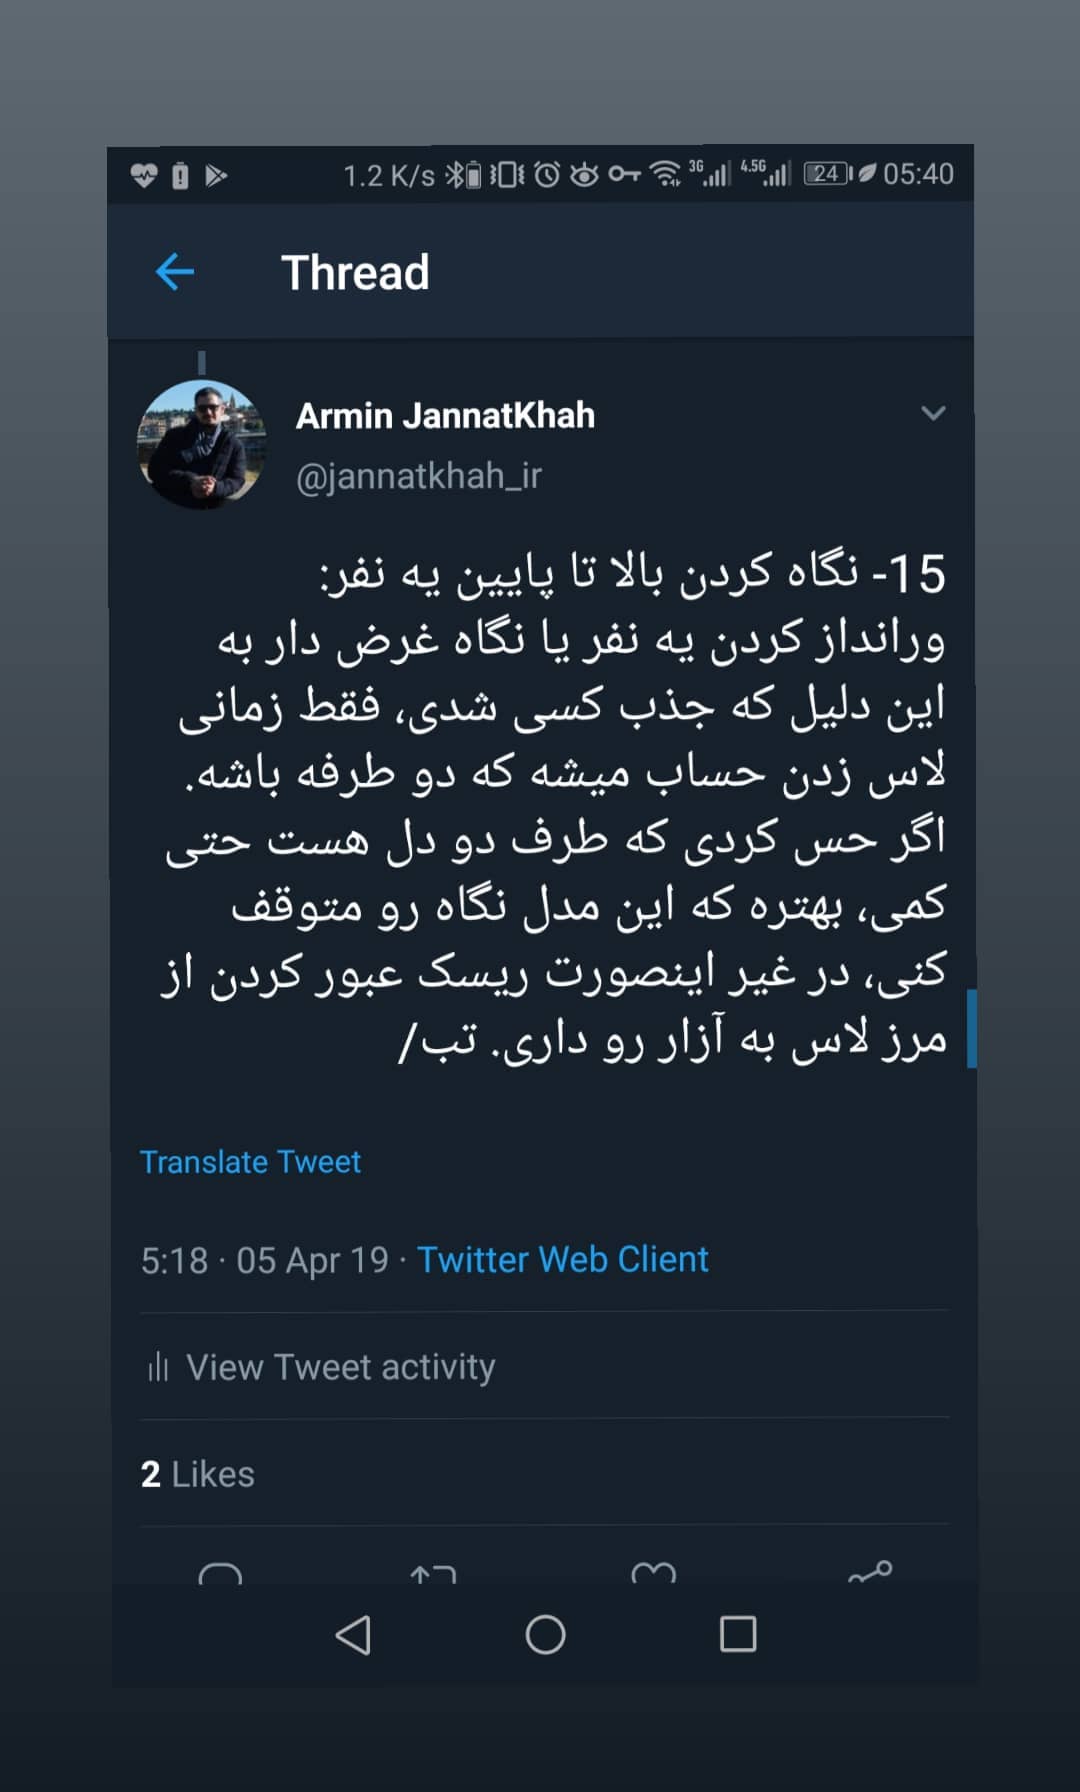 1.2 K/s 3G 4.5G 24 05:40
Thread
Armin JannatKhah
@jannatkhah_ir
15- نگاه کردن بالا تا پایین یه نفر:
ورانداز کردن یه نفر یا نگاه غرض دار به
این دلیل که جذب کسی شدی، فقط زمانی
لاس زدن حساب میشه که دو طرفه باشه.
اگر حس کردی که طرف دو دل هست حتی
کمی، بهتره که این مدل نگاه رو متوقف
کنی، در غیر اینصورت ریسک عبور کردن از
مرز لاس به آزار رو داری. تب/
Translate Tweet
5:18 · 05 Apr 19 · Twitter Web Client
View Tweet activity
2 Likes